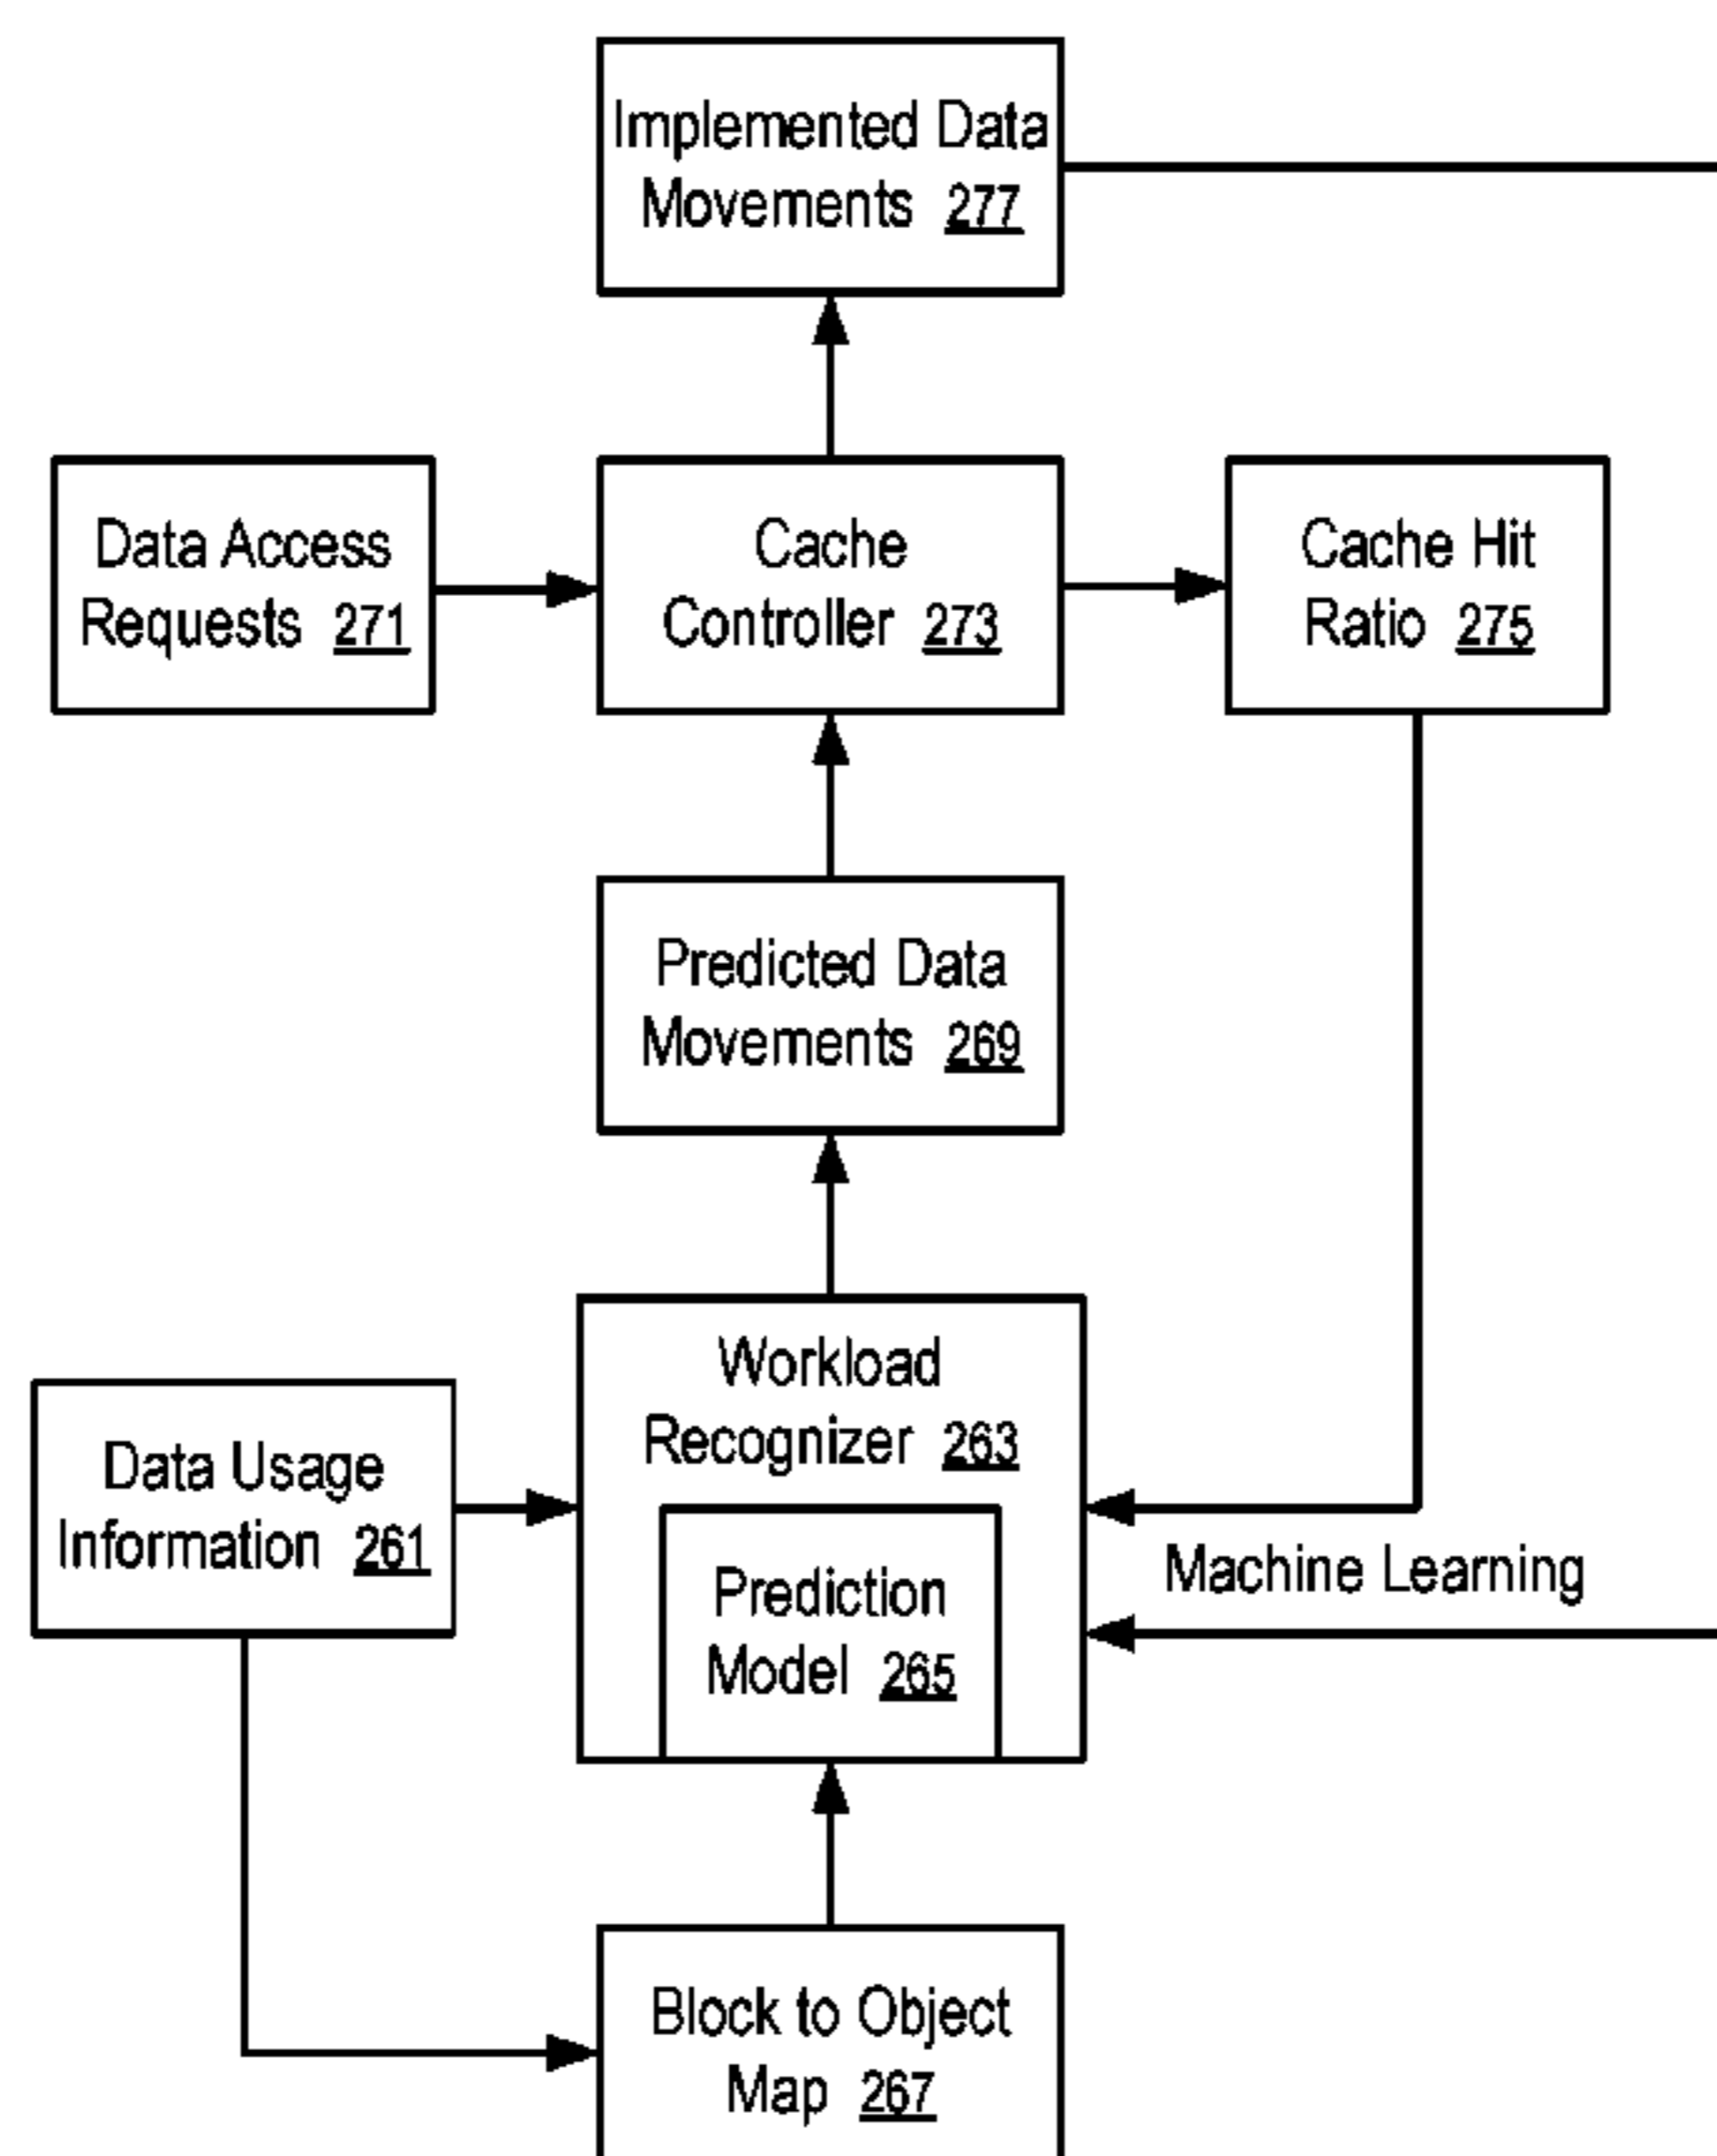 Implemented Data
Movements 277
Data Access
Requests 271
Cache
Controller 273
Cache Hit
Ratio 275
Predicted Data
Movements 269
Workload
Recognizer 263
Data Usage
Information 261
Prediction
Model 265
Machine Learning
Block to Object
Map 267